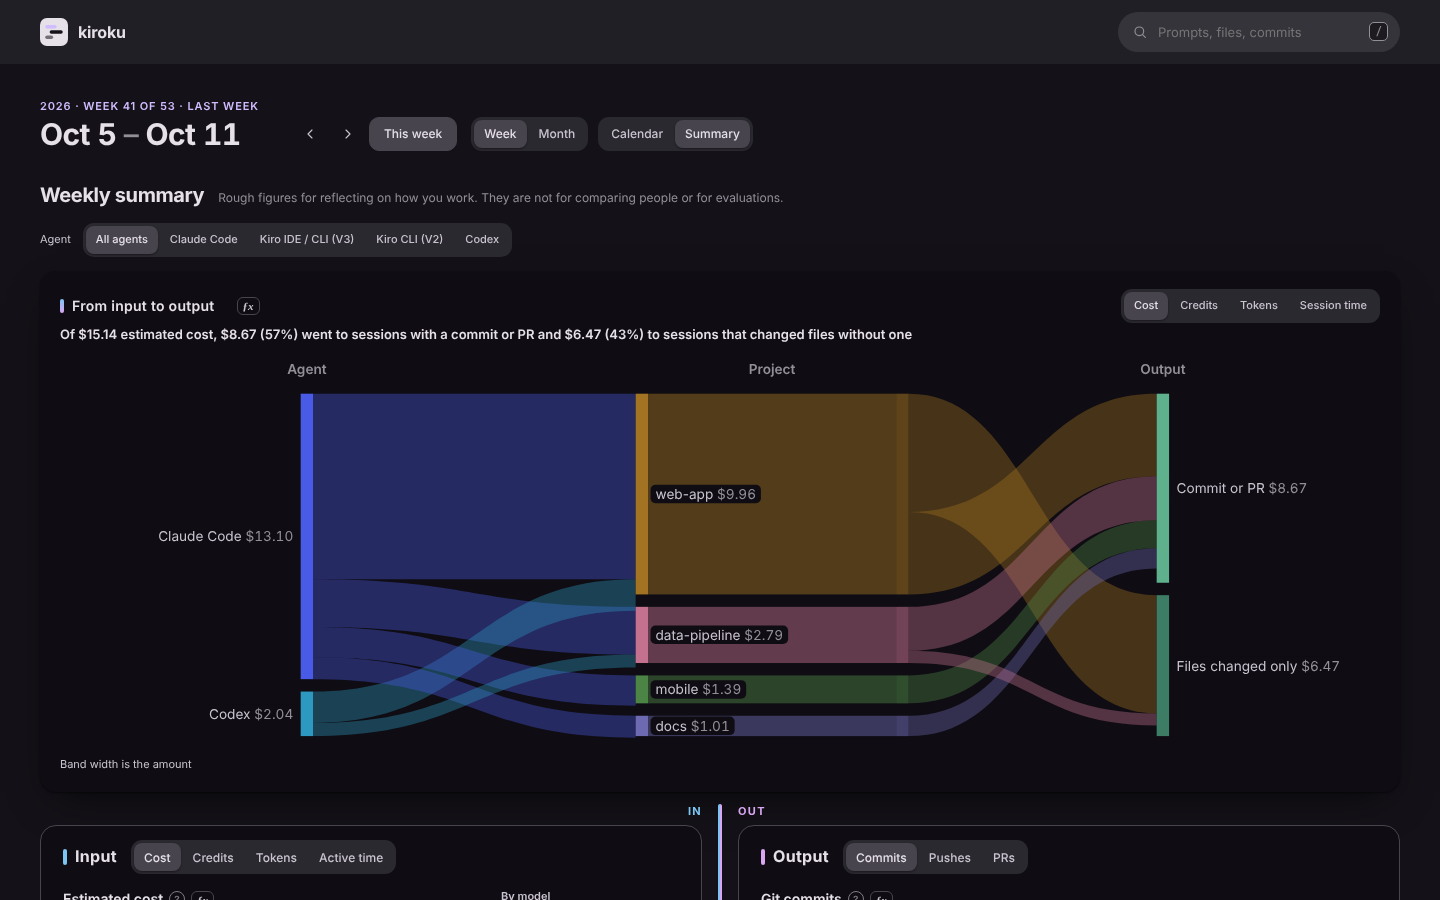 kiroku
Prompts, files, commits /
2026 · WEEK 41 OF 53 · LAST WEEK
Oct 5 – Oct 11
This week Week Month Calendar Summary
Weekly summary Rough figures for reflecting on how you work. They are not for comparing people or for evaluations.
Agent All agents Claude Code Kiro IDE / CLI (V3) Kiro CLI (V2) Codex
From input to output ƒx Cost Credits Tokens Session time
Of $15.14 estimated cost, $8.67 (57%) went to sessions with a commit or PR and $6.47 (43%) to sessions that changed files without one
Agent Project Output
Commit or PR $8.67
web-app $9.96
Claude Code $13.10
data-pipeline $2.79
Files changed only $6.47
mobile $1.39
Codex $2.04
docs $1.01
Band width is the amount
IN OUT
Input Cost Credits Tokens Active time
Output Commits Pushes PRs
Estimated cost ? ƒx By model
Git commits ? ƒx